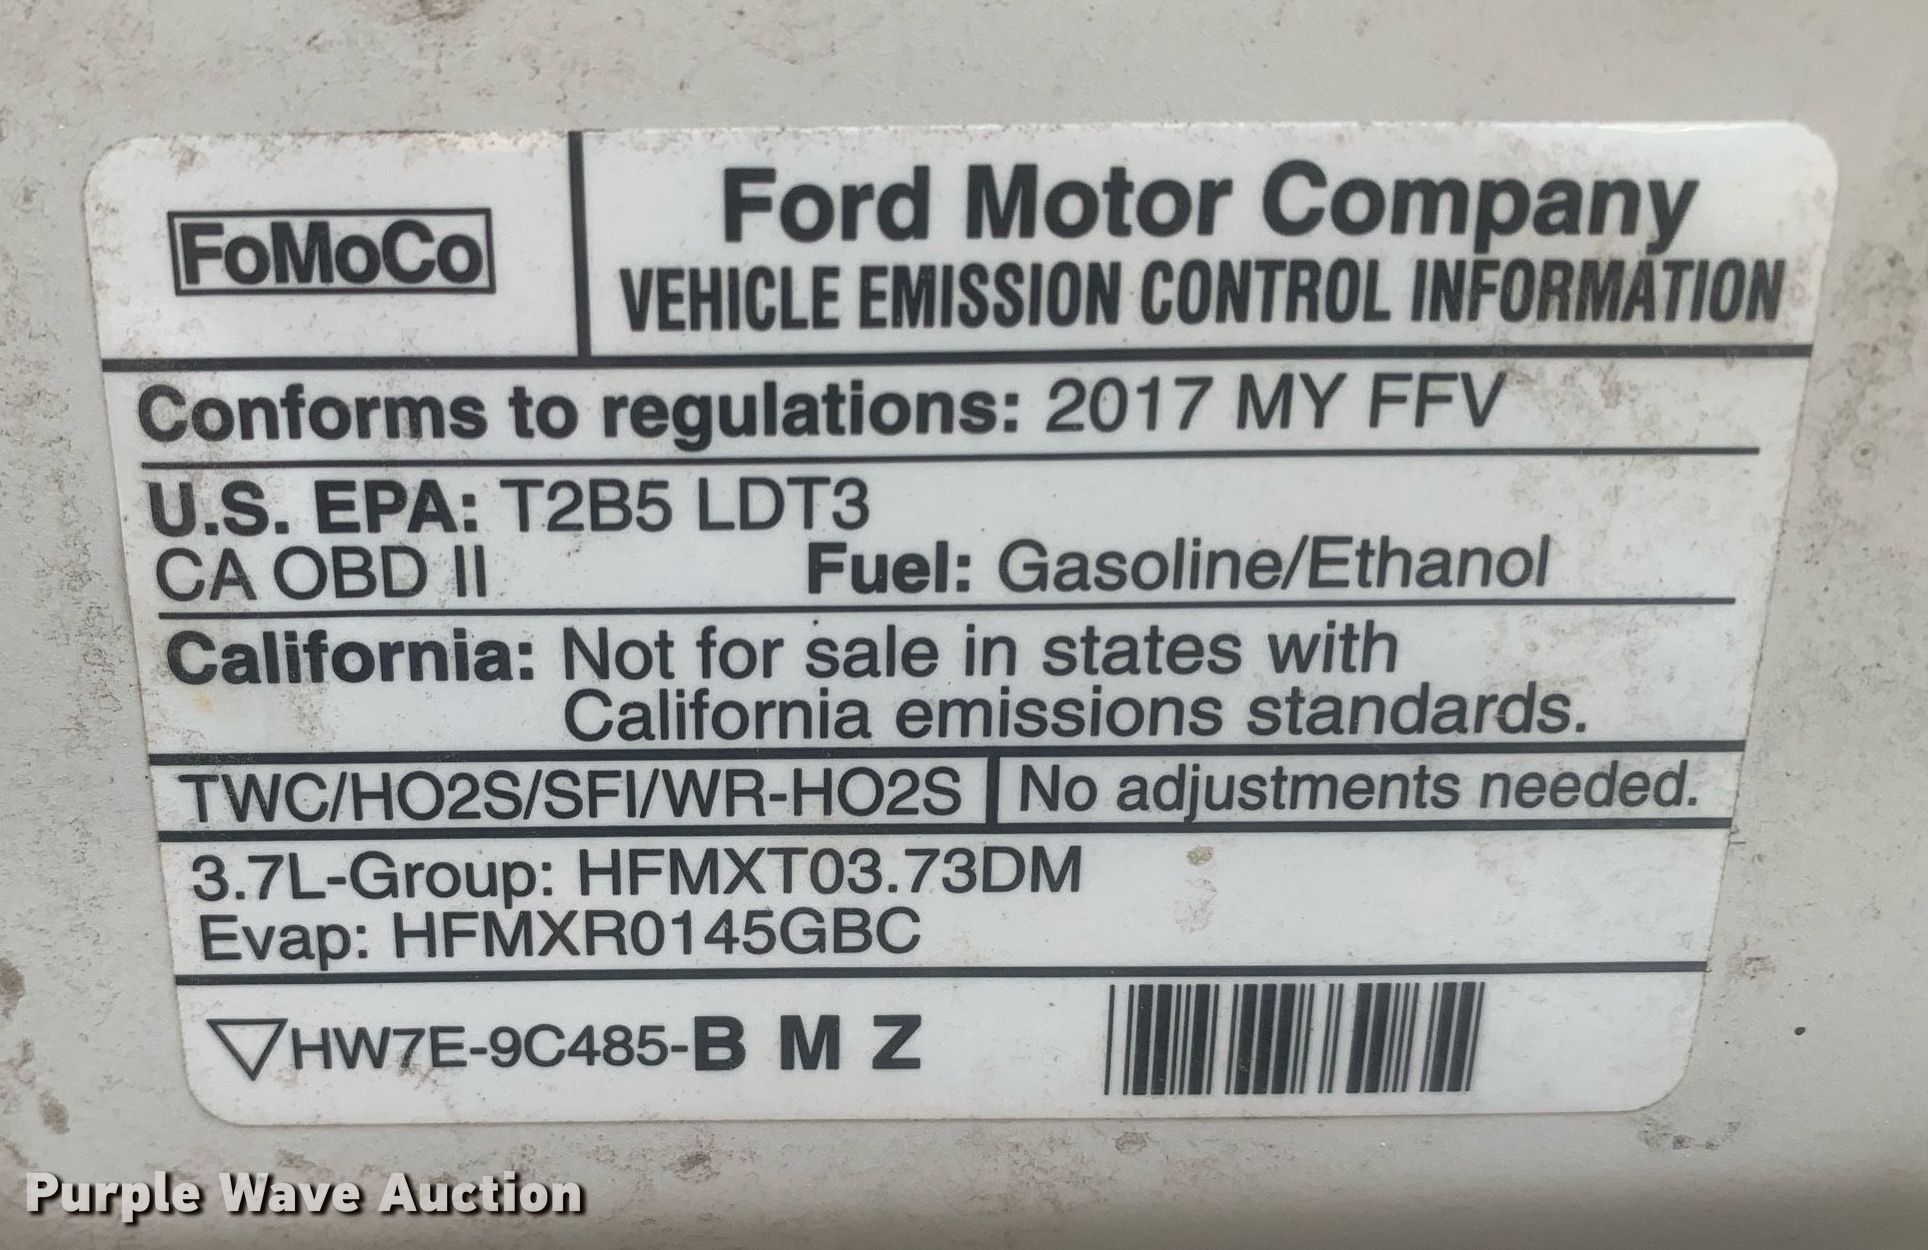 FoMoCo
Ford Motor Company
VEHICLE EMISSION CONTROL INFORMATION
Conforms to regulations: 2017 MY FFV
U.S. EPA: T2B5 LDT3
CA OBD II Fuel: Gasoline/Ethanol
California: Not for sale in states with
California emissions standards.
TWC/HO2S/SFI/WR-HO2S No adjustments needed.
3.7L-Group: HFMXT03.73DM
Evap: HFMXR0145GBC
HW7E-9C485-B M Z
Purple Wave Auction